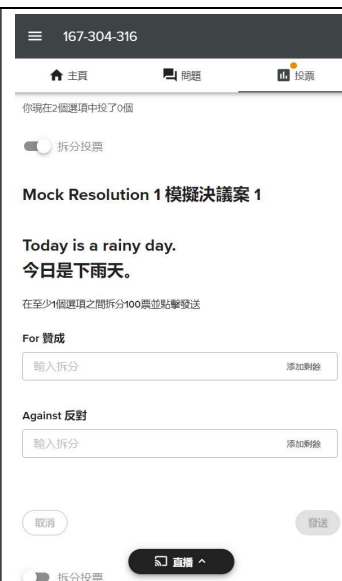 167-304-316
主頁
問題
投票
你現在2個選項中投了0個
拆分投票
Mock Resolution 1 模擬決議案 1
Today is a rainy day.
今日是下雨天。
在至少1個選項之間拆分100票並點擊發送
For 贊成
輸入拆分
添加剩餘
Against 反對
輸入拆分
添加剩餘
取消
發送
直播
拆分投票